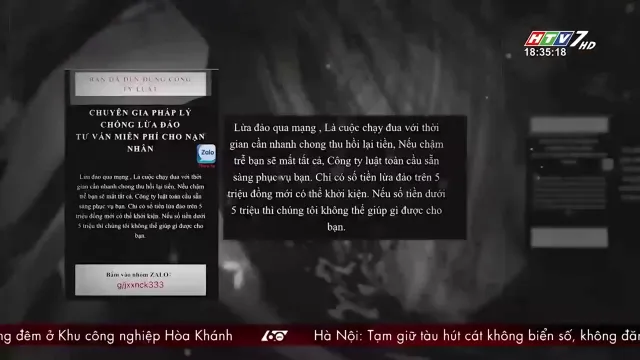 HTV7 HD
18:35:18
BẠN ĐÃ ĐẾN ĐÚNG CÔNG
TY LUẬT
CHUYÊN GIA PHÁP LÝ
CHỐNG LỪA ĐẢO
TƯ VẤN MIỄN PHÍ CHO NẠN
NHÂN
Zalo
Lừa đảo qua mạng , Là cuộc chạy đua với thời
gian cần nhanh chong thu hồi lại tiền, Nếu chậm
trễ bạn sẽ mất tất cả, Công ty luật toàn cầu sẵn
sàng phục vụ bạn. Chi có số tiền lừa đảo trên 5
triệu đồng mới có thể khởi kiện. Nếu số tiền dưới
5 triệu thì chúng tôi không thể giúp gì được cho
bạn.
Bấm vào nhóm ZALO:
g/jxxnck333
Lừa đảo qua mạng , Là cuộc chạy đua với thời
gian cần nhanh chong thu hồi lại tiền, Nếu chậm
trễ bạn sẽ mất tất cả, Công ty luật toàn cầu sẵn
sàng phục vụ bạn. Chi có số tiền lừa đảo trên 5
triệu đồng mới có thể khởi kiện. Nếu số tiền dưới
5 triệu thì chúng tôi không thể giúp gì được cho
bạn.
đêm ở Khu công nghiệp Hòa Khánh
60
Hà Nội: Tạm giữ tàu hút cát không biển số, không